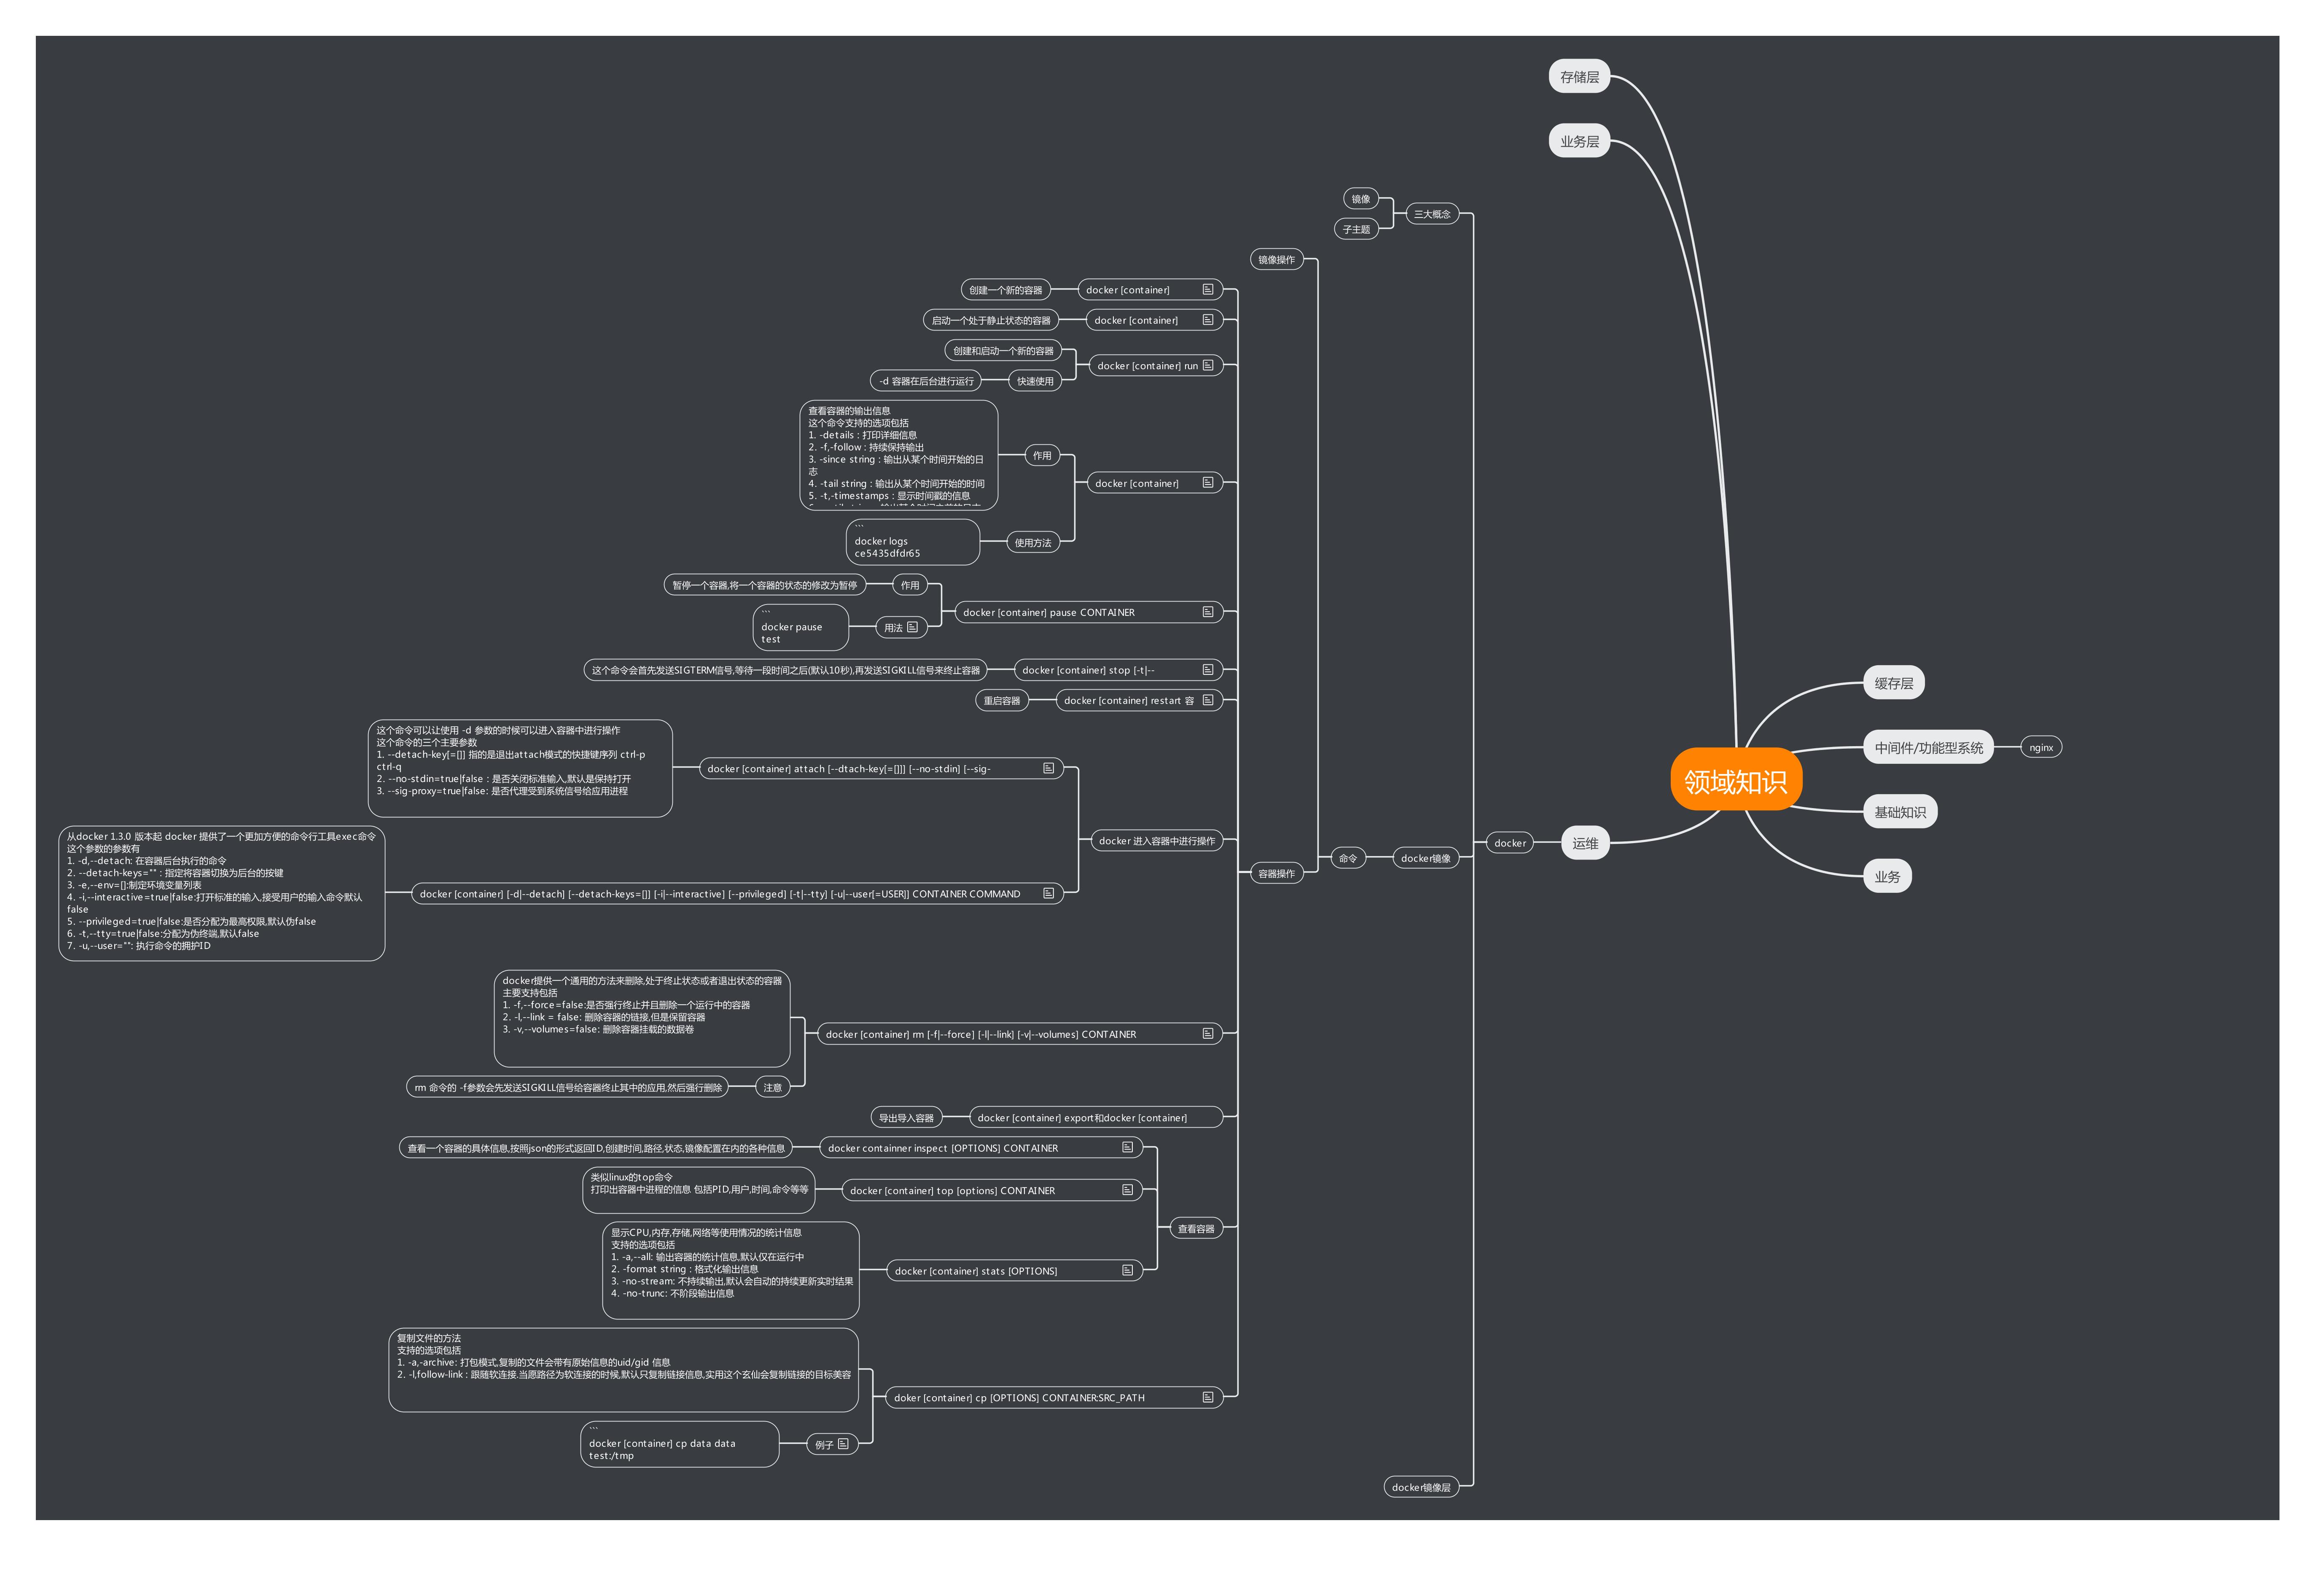 存储层
业务层
镜像
三大概念
子主题
镜像操作
创建一个新的容器
docker [container]
启动一个处于静止状态的容器
docker [container]
创建和启动一个新的容器
docker [container] run
-d 容器在后台进行运行
快速使用
查看容器的输出信息
这个命令支持的选项包括
1. -details : 打印详细信息
2. -f,-follow : 持续保持输出
3. -since string : 输出从某个时间开始的日
志
4. -tail string : 输出从某个时间开始的时间
5. -t,-timestamps : 显示时间戳的信息
作用
docker [container]
```
docker logs
ce5435dfdr65
使用方法
暂停一个容器,将一个容器的状态的修改为暂停
作用
docker [container] pause CONTAINER
```
docker pause
test
用法
这个命令会首先发送SIGTERM信号,等待一段时间之后(默认10秒),再发送SIGKILL信号来终止容器
docker [container] stop [-t|--
重启容器
docker [container] restart 容
这个命令可以让使用 -d 参数的时候可以进入容器中进行操作
这个命令的三个主要参数
1. --detach-key[=[]] 指的是退出attach模式的快捷键序列 ctrl-p
ctrl-q
2. --no-stdin=true|false : 是否关闭标准输入,默认是保持打开
3. --sig-proxy=true|false: 是否代理受到系统信号给应用进程
docker [container] attach [--dtach-key[=[]]] [--no-stdin] [--sig-
docker 进入容器中进行操作
从docker 1.3.0 版本起 docker 提供了一个更加方便的命令行工具exec命令
这个参数的参数有
1. -d,--detach: 在容器后台执行的命令
2. --detach-keys="" : 指定将容器切换为后台的按键
3. -e,--env=[]:制定环境变量列表
4. -i,--interactive=true|false:打开标准的输入,接受用户的输入命令默认
false
5. --privileged=true|false:是否分配为最高权限,默认伪false
6. -t,--tty=true|false:分配为伪终端,默认false
7. -u,--user="": 执行命令的拥护ID
docker [container] [-d|--detach] [--detach-keys=[]] [-i|--interactive] [--privileged] [-t|--tty] [-u|--user[=USER]] CONTAINER COMMAND
docker提供一个通用的方法来删除,处于终止状态或者退出状态的容器
主要支持包括
1. -f,--force=false:是否强行终止并且删除一个运行中的容器
2. -l,--link = false: 删除容器的链接,但是保留容器
3. -v,--volumes=false: 删除容器挂载的数据卷
docker [container] rm [-f|--force] [-l|--link] [-v|--volumes] CONTAINER
rm 命令的 -f参数会先发送SIGKILL信号给容器终止其中的应用,然后强行删除
注意
导出导入容器
docker [container] export和docker [container]
查看一个容器的具体信息,按照json的形式返回ID,创建时间,路径,状态,镜像配置在内的各种信息
docker containner inspect [OPTIONS] CONTAINER
类似linux的top命令
打印出容器中进程的信息 包括PID,用户,时间,命令等等
docker [container] top [options] CONTAINER
查看容器
显示CPU,内存,存储,网络等使用情况的统计信息
支持的选项包括
1. -a,--all: 输出容器的统计信息,默认仅在运行中
2. -format string : 格式化输出信息
3. -no-stream: 不持续输出,默认会自动的持续更新实时结果
4. -no-trunc: 不阶段输出信息
docker [container] stats [OPTIONS]
复制文件的方法
支持的选项包括
1. -a,-archive: 打包模式,复制的文件会带有原始信息的uid/gid 信息
2. -l,follow-link : 跟随软连接.当愿路径为软连接的时候,默认只复制链接信息,实用这个玄仙会复制链接的目标美容
doker [container] cp [OPTIONS] CONTAINER:SRC_PATH
```
docker [container] cp data data
test:/tmp
例子
容器操作
命令
docker镜像
docker镜像层
docker
运维
领域知识
缓存层
中间件/功能型系统
nginx
基础知识
业务